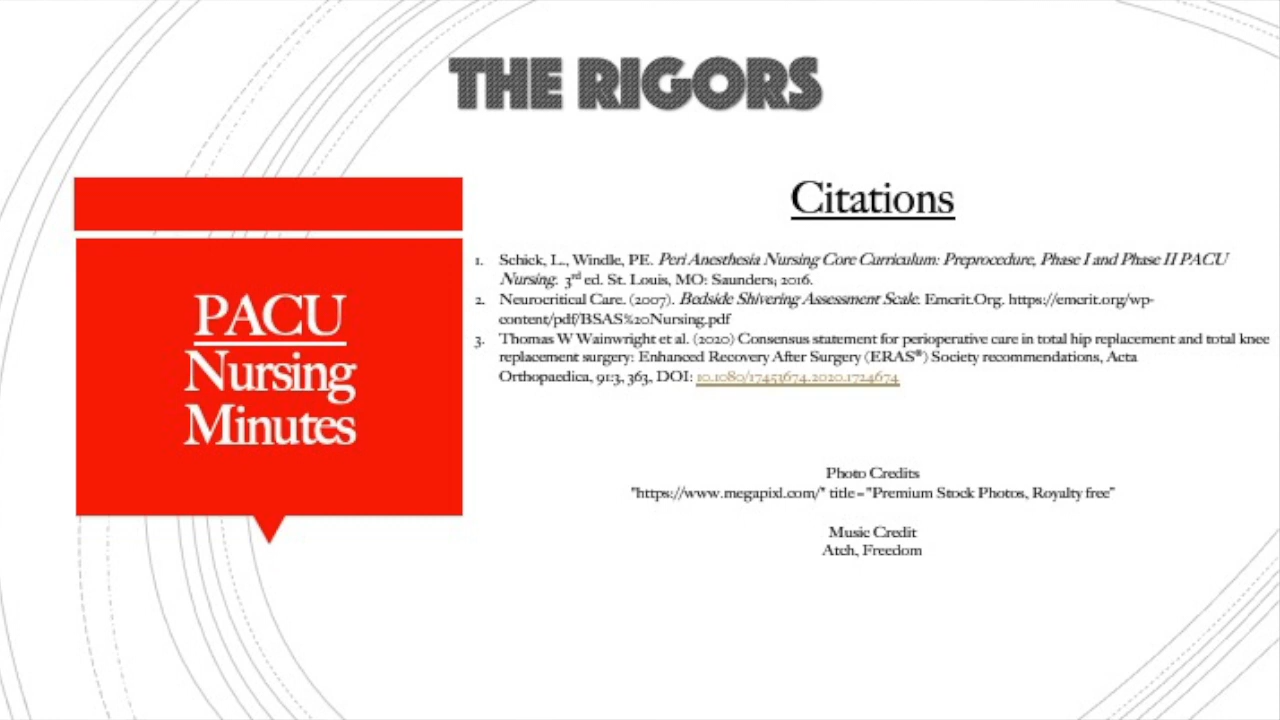 THE RIGORS
PACU
Nursing
Minutes
Citations
1. Schick, L., Windle, PE. Peri Anesthesia Nursing Core Curriculum: Preprocedure, Phase I and Phase II PACU
Nursing. 3rd ed. St. Louis, MO: Saunders; 2016.
2. Neurocritical Care. (2007). Bedside Shivering Assessment Scale. Emcrit.Org. https://emcrit.org/wp-
content/pdf/BSAS%20Nursing.pdf
3. Thomas W Wainwright et al. (2020) Consensus statement for perioperative care in total hip replacement and total knee
replacement surgery: Enhanced Recovery After Surgery (ERAS®) Society recommendations, Acta
Orthopaedica, 91:3, 363, DOI: 10.1080/17453674.2020.1724674
Photo Credits
"https://www.megapixl.com/" title="Premium Stock Photos, Royalty free"
Music Credit
Atch, Freedom